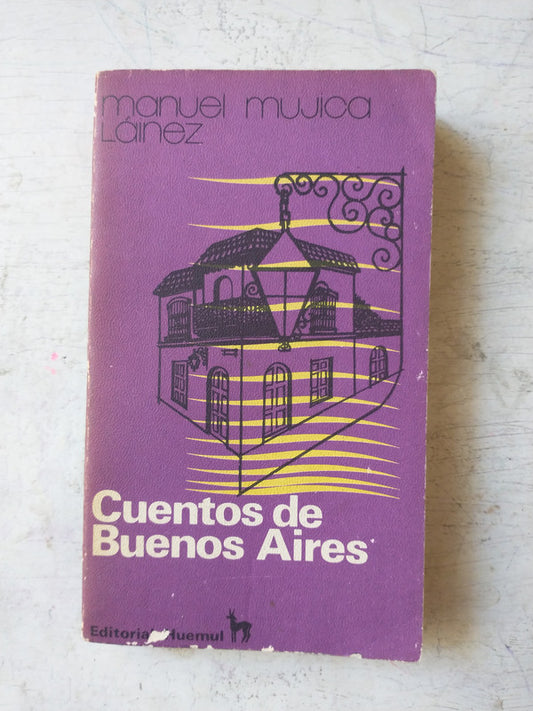 manuel mujica
Láinez
Cuentos de
Buenos Aires
Editorial Huemul